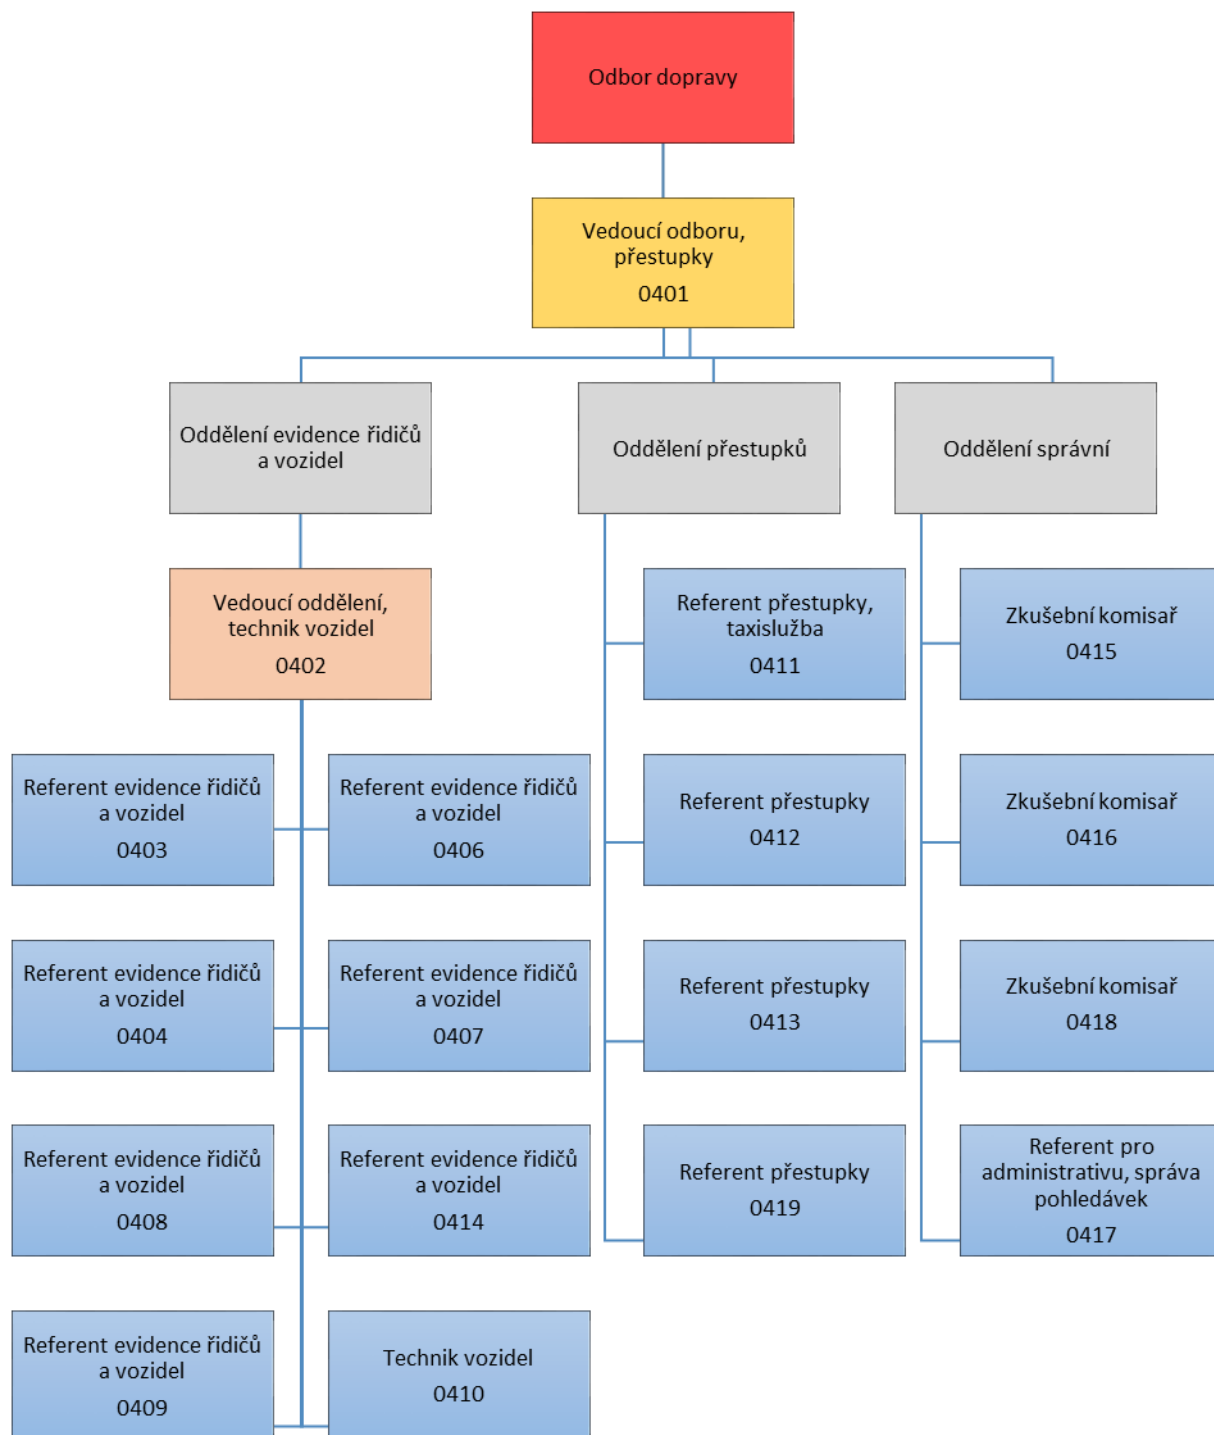 Odbor dopravy
Vedoucí odboru,
přestupky
0401
Oddělení evidence řidičů
a vozidel
Oddělení přestupků
Oddělení správní
Vedoucí oddělení,
technik vozidel
0402
Referent přestupky,
taxislužba
0411
Zkušební komisař
0415
Referent evidence řidičů
a vozidel
0403
Referent evidence řidičů
a vozidel
0406
Referent přestupky
0412
Zkušební komisař
0416
Referent evidence řidičů
a vozidel
0404
Referent evidence řidičů
a vozidel
0407
Referent přestupky
0413
Zkušební komisař
0418
Referent evidence řidičů
a vozidel
0408
Referent evidence řidičů
a vozidel
0414
Referent přestupky
0419
Referent pro
administrativu, správa
pohledávek
0417
Referent evidence řidičů
a vozidel
0409
Technik vozidel
0410